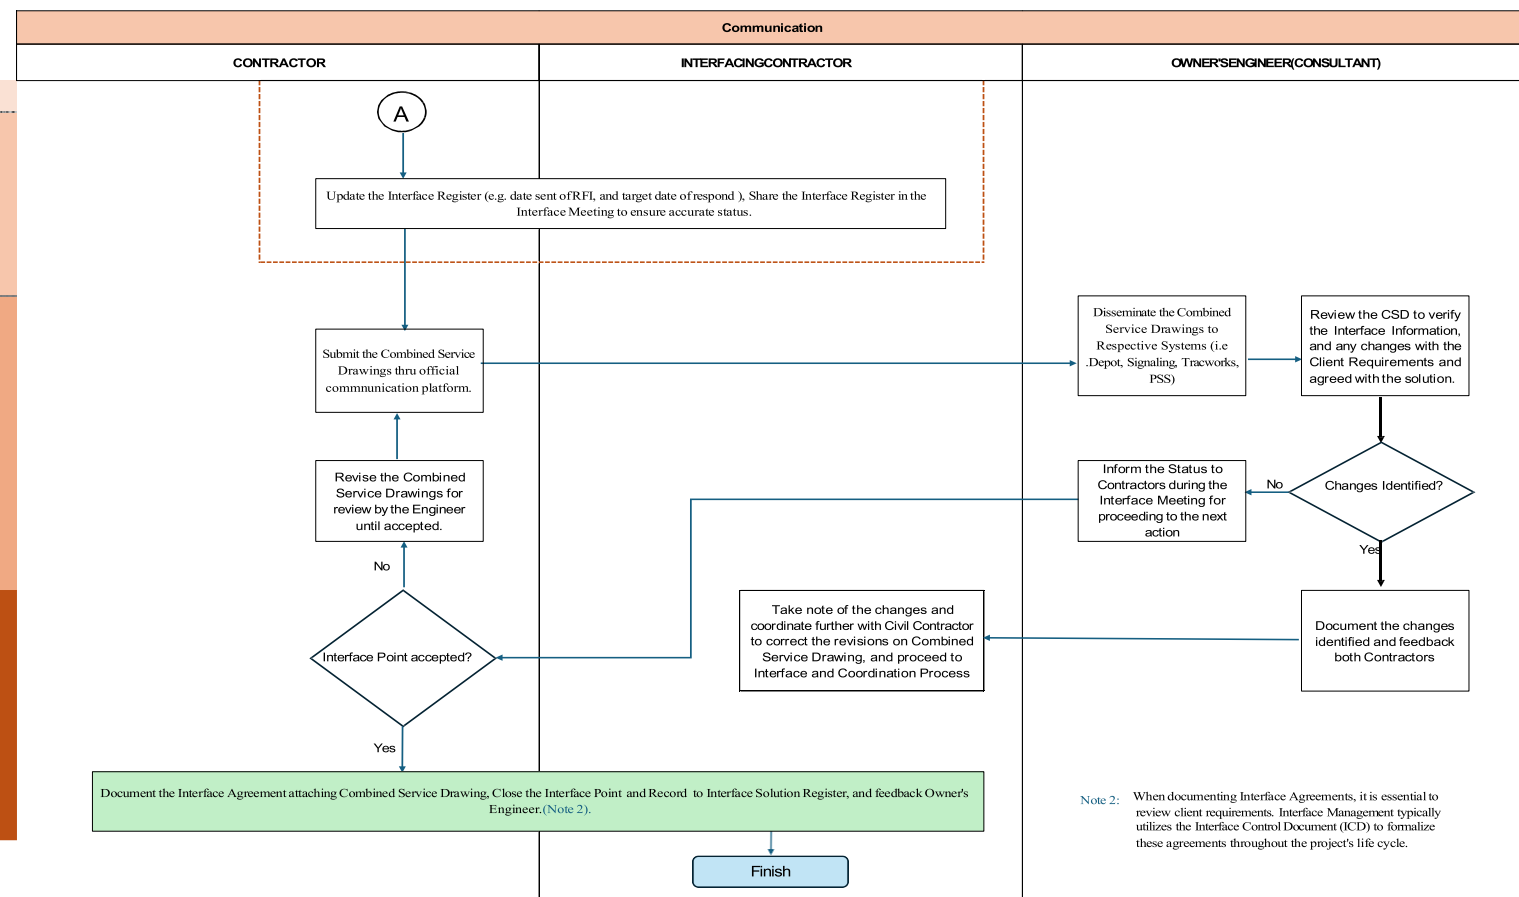 Communication
CONTRACTOR
INTERFACINGCONTRACTOR
OWNER'SENGINEER(CONSULTANT)
A
Update the Interface Register (e.g. date sent of RFI, and target date of respond ), Share the Interface Register in the
Interface Meeting to ensure accurate status.
Submit the Combined Service
Drawings thru official
commnunication platform.
Disseminate the Combined
Service Drawings to
Respective Systems (i.e
.Depot, Signaling, Tracworks,
PSS)
Review the CSD to verify
the Interface Information,
and any changes with the
Client Requirements and
agreed with the solution.
Revise the Combined
Service Drawings for
review by the Engineer
until accepted.
Inform the Status to
Contractors during the
Interface Meeting for
proceeding to the next
action
No
Changes Identified?
Yes
No
Take note of the changes and
coordinate further with Civil Contractor
to correct the revisions on Combined
Service Drawing, and proceed to
Interface and Coordination Process
Document the changes
identified and feedback
both Contractors
Interface Point accepted?
Yes
Document the Interface Agreement attaching Combined Service Drawing, Close the Interface Point and Record to Interface Solution Register, and feedback Owner's
Engineer.(Note 2).
Note 2: When documenting Interface Agreements, it is essential to
review client requirements. Interface Management typically
utilizes the Interface Control Document (ICD) to formalize
these agreements throughout the project's life cycle.
Finish